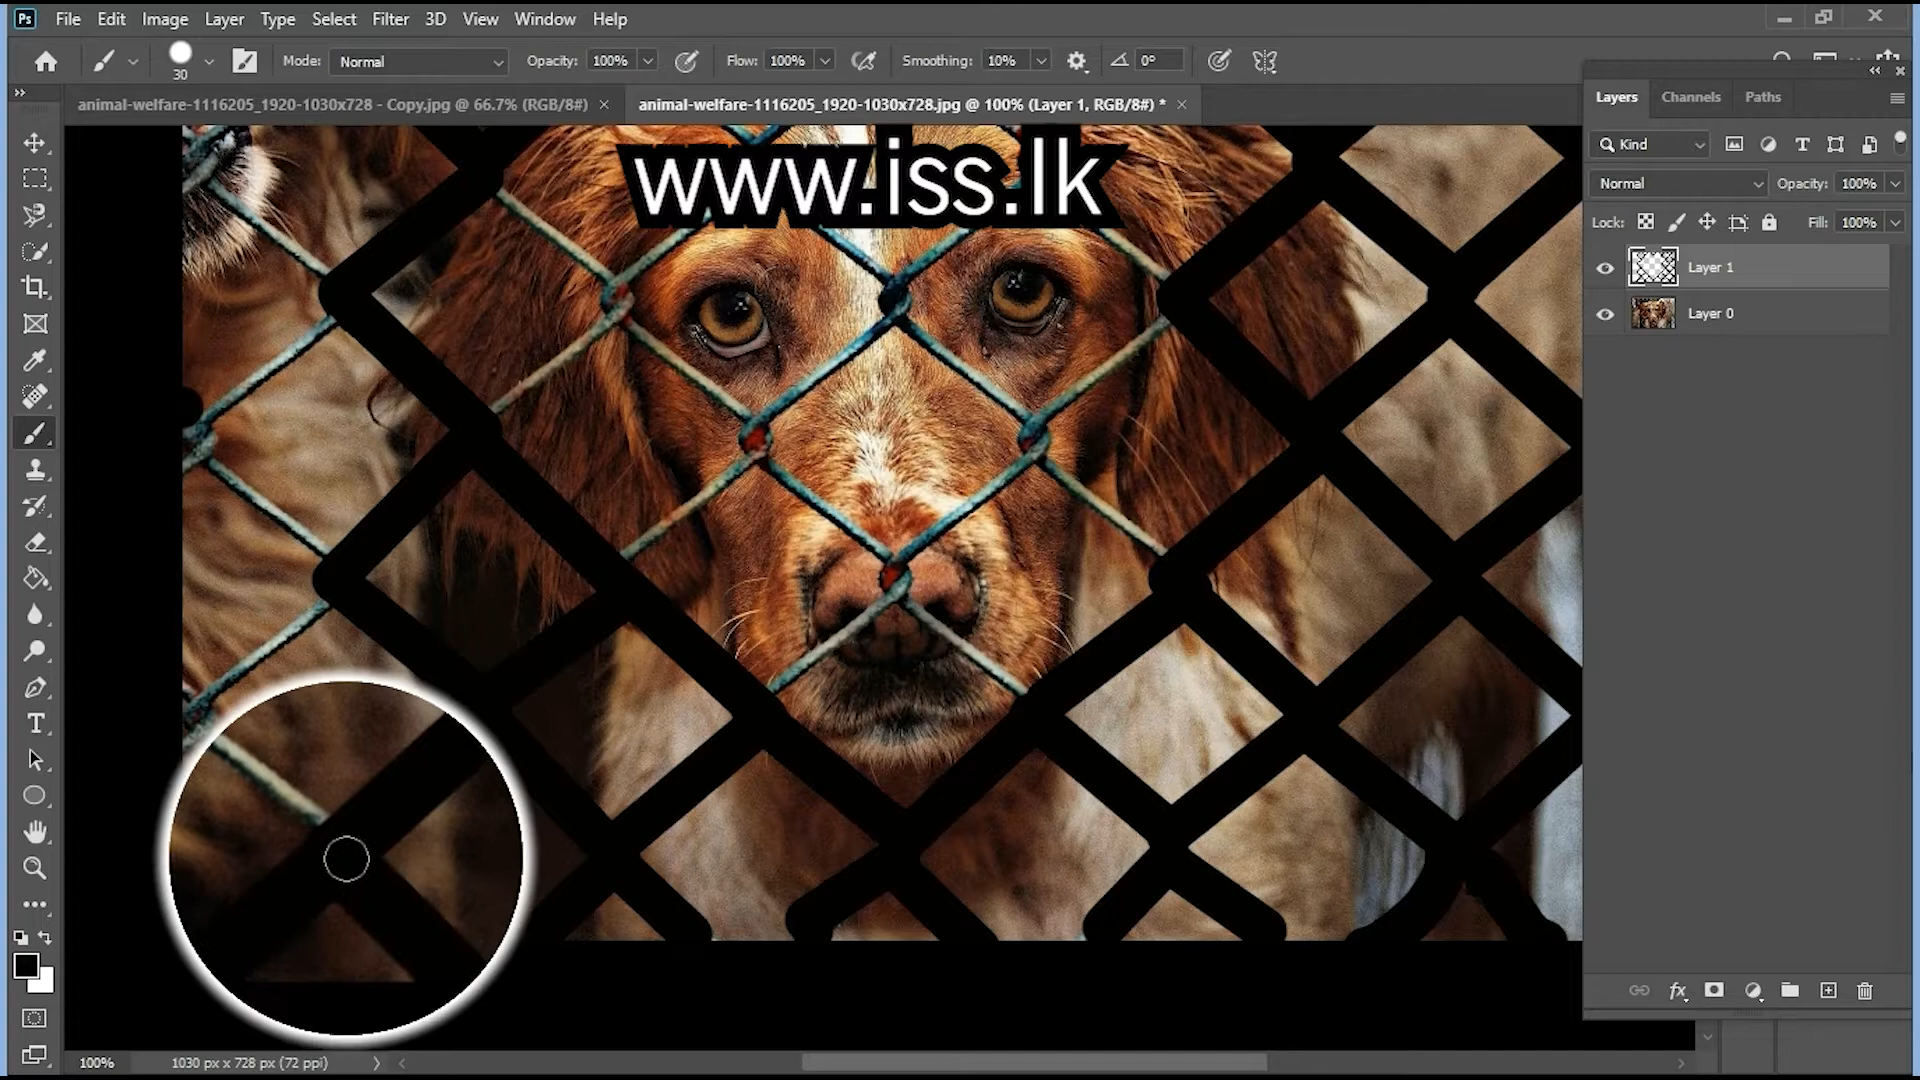 Ps File Edit Image Layer Type Select Filter 3D View Window Help
30 Mode: Normal Opacity: 100% Flow: 100% Smoothing: 10% 0°
animal-welfare-1116205_1920-1030x728 - Copy.jpg @ 66.7% (RGB/8#) animal-welfare-1116205_1920-1030x728.jpg @ 100% (Layer 1, RGB/8#) *
Layers Channels Paths
Kind
Normal Opacity: 100%
Lock: Fill: 100%
Layer 1
Layer 0
www.iss.lk
100% 1030 px x 728 px (72 ppi)